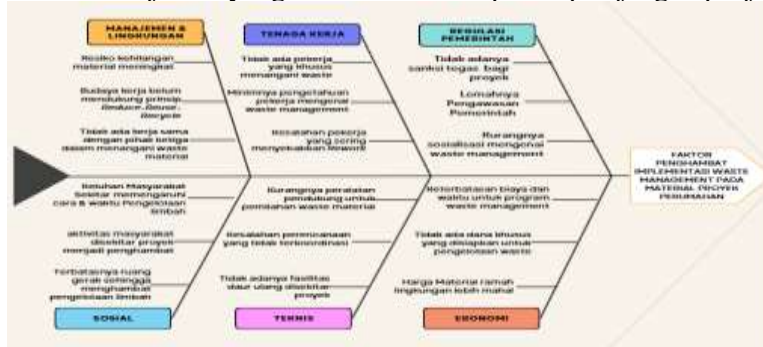 MANAJEMEN &
LINGKUNGAN
Resiko kehilangan
material meningkat
Budaya kerja belum
mendukung prinsip
Reduce-Reuse-
Recycle
Tidak ada kerja sama
dengan pihak ketiga
dalam menangani waste
material
TENAGA KERJA
Tidak ada pekerja
yang khusus
menangani waste
Minimnya pengetahuan
pekerja mengenai
waste management
Kesalahan pekerja
yang sering
menyebabkan Rework
REGULASI
PEMERINTAH
Tidak adanya
sanksi tegas bagi
proyek
Lemahnya
Pengawasan
Pemerintah
Kurangnya
sosialisasi mengenai
waste management
FAKTOR
PENGHAMBAT
IMPLEMENTASI WASTE
MANAGEMENT PADA
MATERIAL PROYEK
PERUMAHAN
Keluhan Masyarakat
Sekitar memengaruhi
cara & waktu Pengelolaan
limbah
aktivitas masyarakat
disekitar proyek
menjadi penghambat
Terbatasnya ruang
gerak sehingga
menghambat
pengelolaan limbah
SOSIAL
Kurangnya peralatan
pendukung untuk
pemilahan waste material
Kesalahan perencanaan
yang tidak terkoordinasi
Tidak adanya fasilitas
daur ulang disekitar
proyek
TEKNIS
Keterbatasan biaya dan
waktu untuk program
waste management
Tidak ada dana khusus
yang disiapkan untuk
pengelolaan waste
Harga Material ramah
lingkungan lebih mahal
EKONOMI